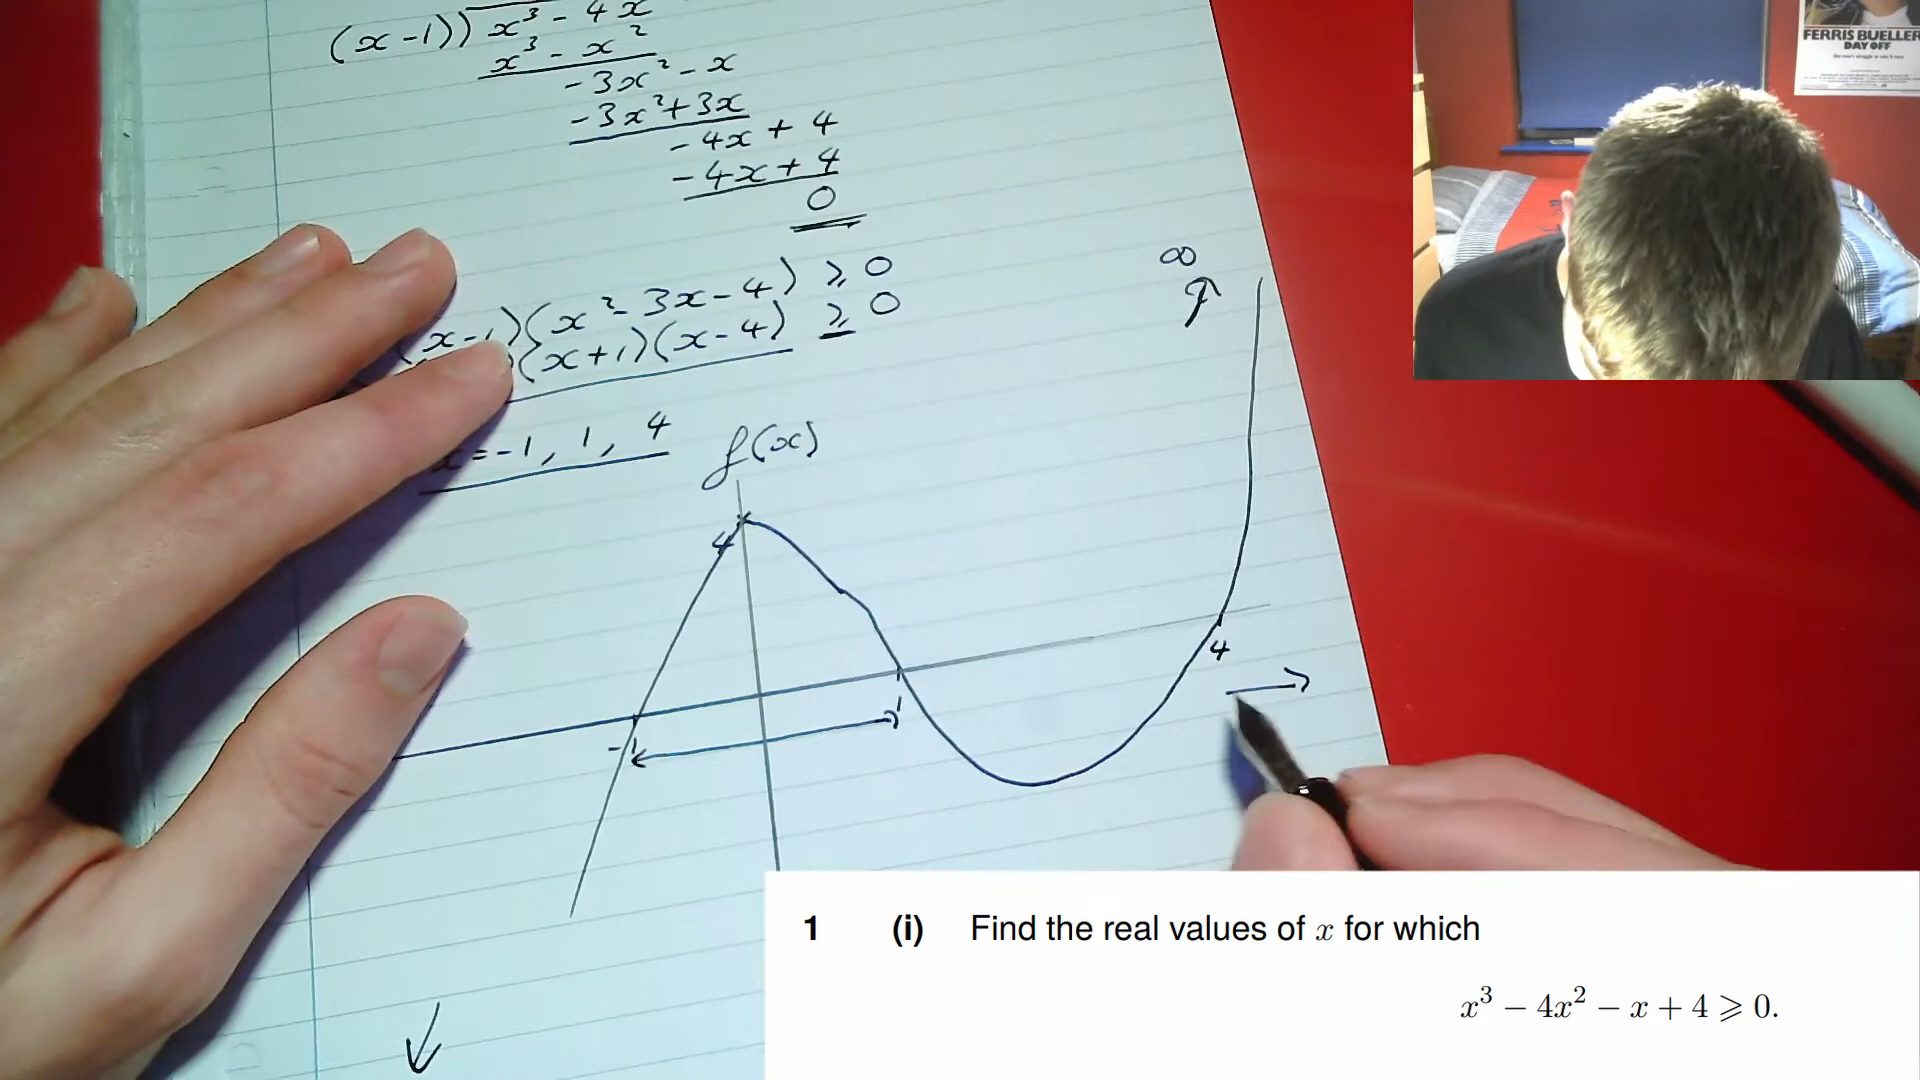 (x-1)) x³ - 4x
x³ - x²
-3x² - x
-3x² + 3x
-4x + 4
-4x + 4
0
(x-1)(x² - 3x - 4) ⩾ 0
(x+1)(x-4) ⩾ 0
x = -1, 1, 4
f(x)
∞
4
-1
1
4
FERRIS BUELLER
DAY OFF
1 (i) Find the real values of x for which
x³ − 4x² − x + 4 ⩾ 0.